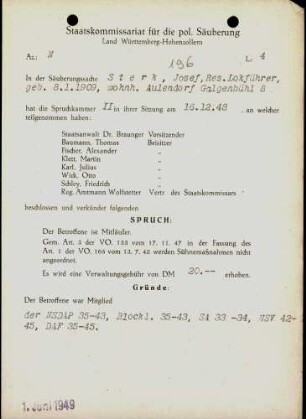 Staatskommissariat für die pol. Säuberung
Land Württemberg-Hohenzollern
Az: N 196 L 4
In der Säuberungssache Sterk, Josef, Res.Lokführer,
geb. 8.1.1909, wohnh. Aulendorf Galgenbühl 8
hat die Spruchkammer II in ihrer Sitzung am 16.12.48, an welcher
teilgenommen haben:
Staatsanwalt Dr. Braunger Vorsitzender
Baumann, Thomas Beisitzer
Fischer, Alexander „
Klett, Martin „
Karl, Julius „
Wick, Otto „
Schley, Friedrich „
Reg. Amtmann Wolfstetter Vertr. des Staatskommissars
beschlossen und verkündet folgenden
SPRUCH:
Der Betroffene ist Mitläufer.
Gem. Art. 3 der VO. 133 vom 17. 11. 47 in der Fassung des
Art. 1 der VO. 165 vom 13. 7. 48 werden Sühnemaßnahmen nicht
angeordnet.
Es wird eine Verwaltungsgebühr von DM 20.-- erhoben.
Gründe:
Der Betroffene war Mitglied
der NSDAP 35-43, Blockl. 35-43, SA 33-34, NSV 42-
45, DAF 35-45.
1. Juni 1949